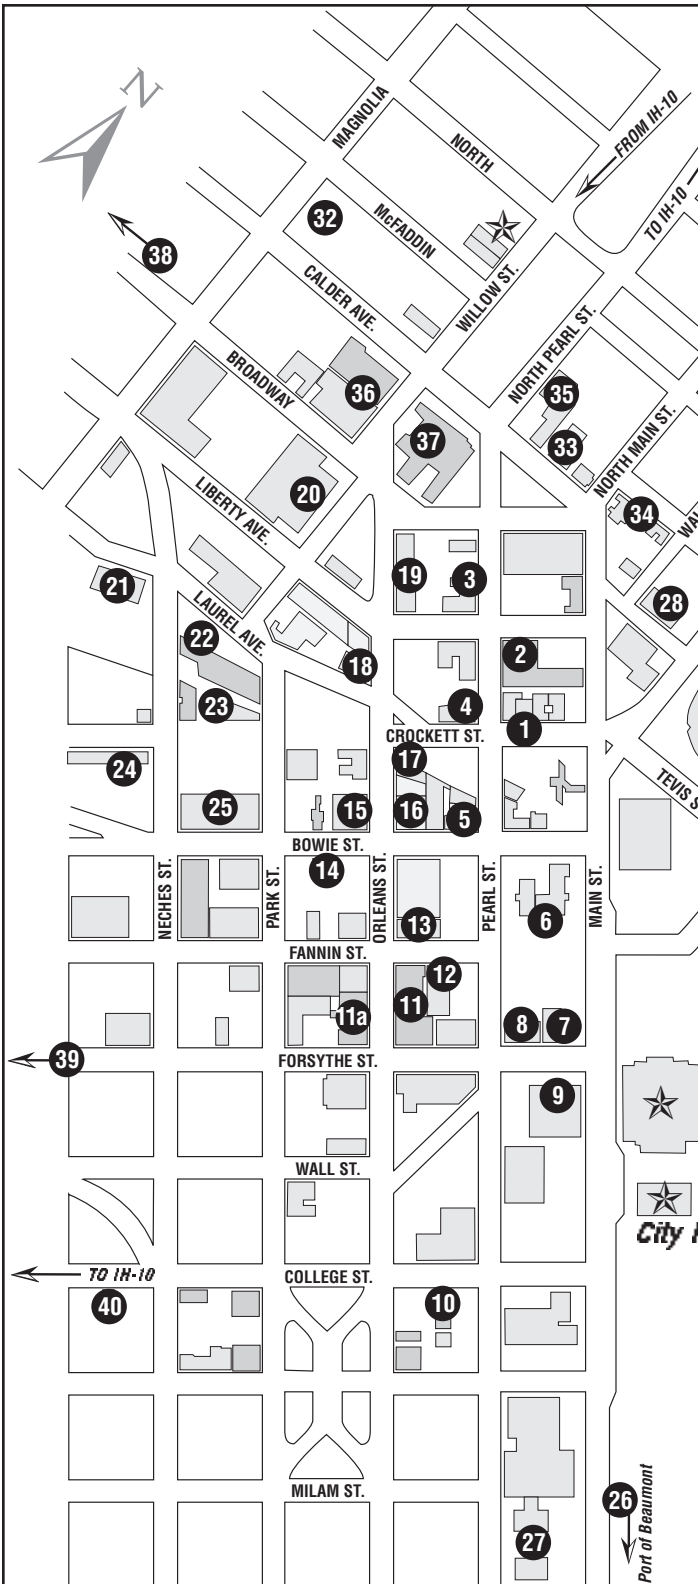 N
MAGNOLIA
NORTH
FROM IH-10
TO IH-10
32
McFADDIN
38
CALDER AVE.
WILLOW ST.
NORTH PEARL ST.
BROADWAY
36
35
37
33
NORTH MAIN ST.
20
LIBERTY AVE.
34
19
3
21
28
LAUREL AVE.
22
18
2
23
4
1
CROCKETT ST.
17
24
TEVIS
25
15
16
5
BOWIE ST.
14
NECHES ST.
PARK ST.
ORLEANS ST.
PEARL ST.
MAIN ST.
13
6
FANNIN ST.
12
11a
11
8
7
39
FORSYTHE ST.
9
WALL ST.
City
TO IH-10
COLLEGE ST.
40
10
MILAM ST.
26
Port of Beaumont
27